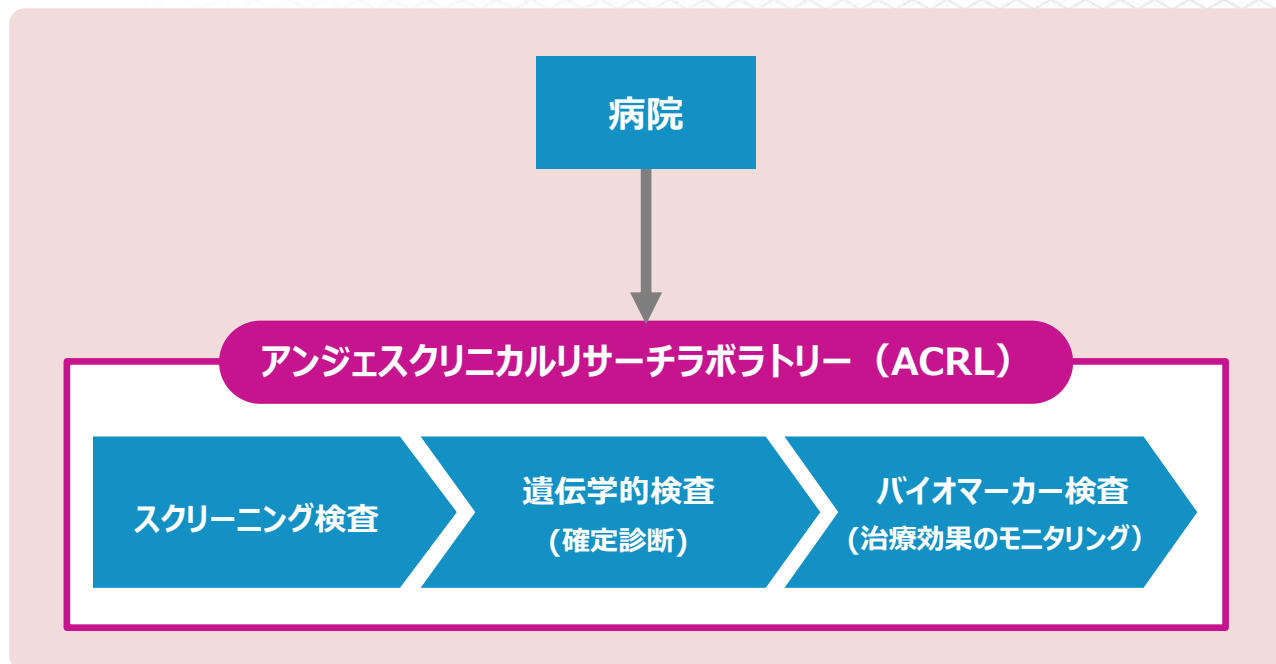 病院
アンジェスクリニカルリサーチラボラトリー（ACRL）
スクリーニング検査
遺伝学的検査
(確定診断)
バイオマーカー検査
(治療効果のモニタリング）